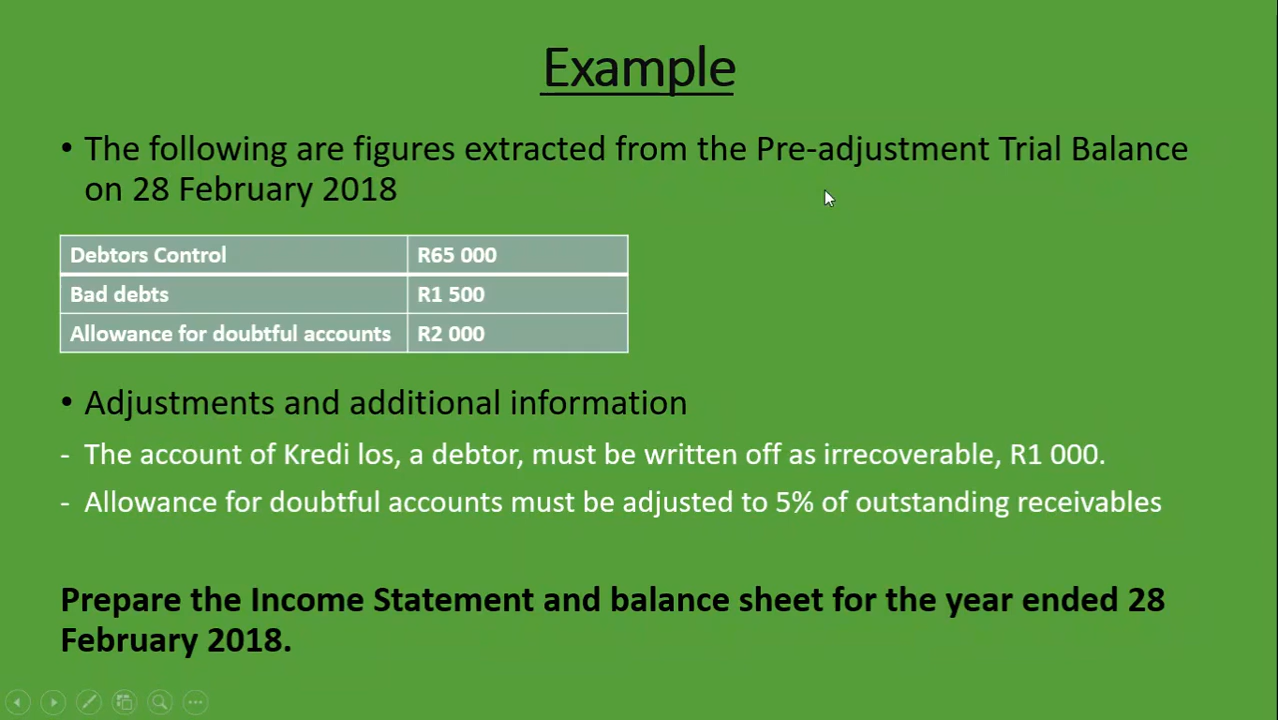 Example
• The following are figures extracted from the Pre-adjustment Trial Balance
on 28 February 2018
Debtors Control R65 000
Bad debts R1 500
Allowance for doubtful accounts R2 000
• Adjustments and additional information
- The account of Kredi los, a debtor, must be written off as irrecoverable, R1 000.
- Allowance for doubtful accounts must be adjusted to 5% of outstanding receivables
Prepare the Income Statement and balance sheet for the year ended 28
February 2018.